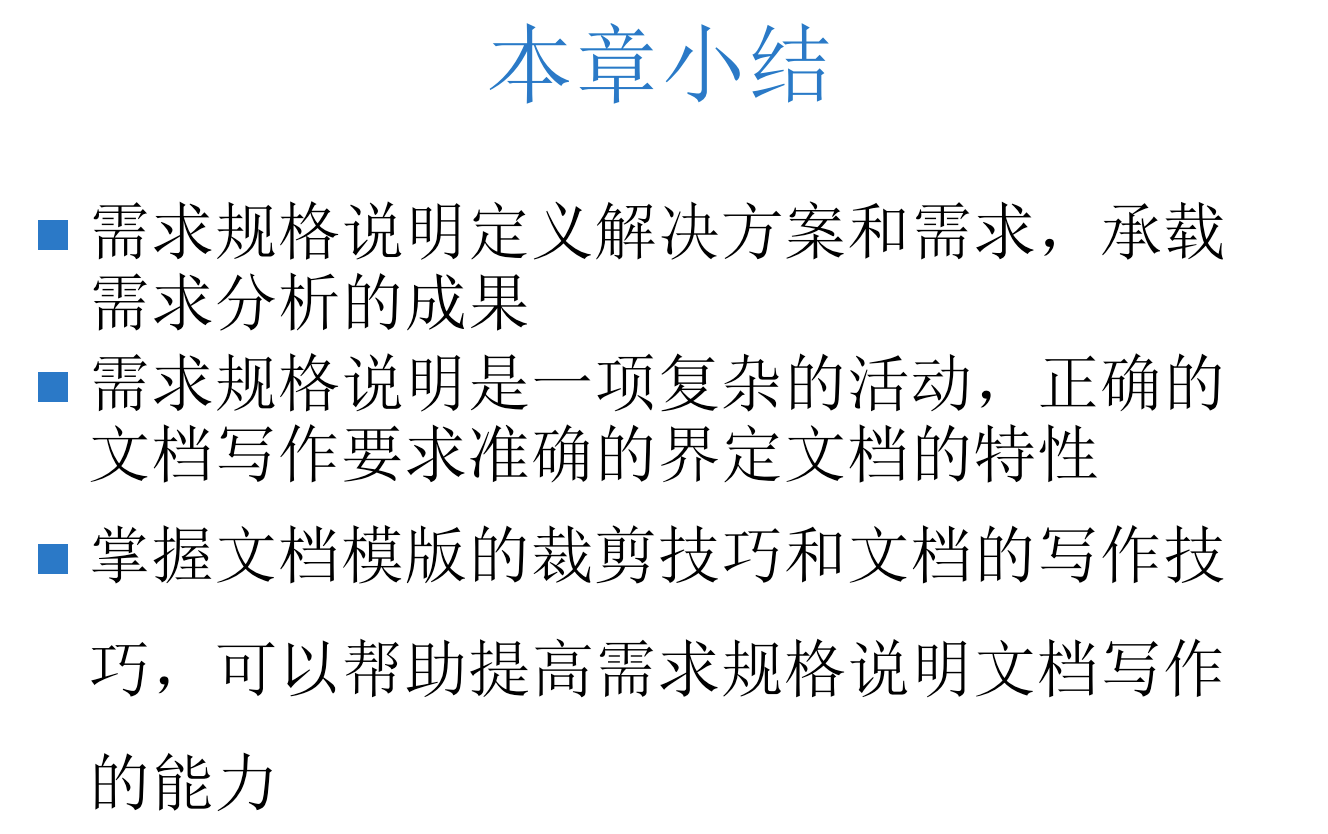 本章小结
需求规格说明定义解决方案和需求，承载
需求分析的成果
需求规格说明是一项复杂的活动，正确的
文档写作要求准确的界定文档的特性
掌握文档模版的裁剪技巧和文档的写作技
巧，可以帮助提高需求规格说明文档写作
的能力